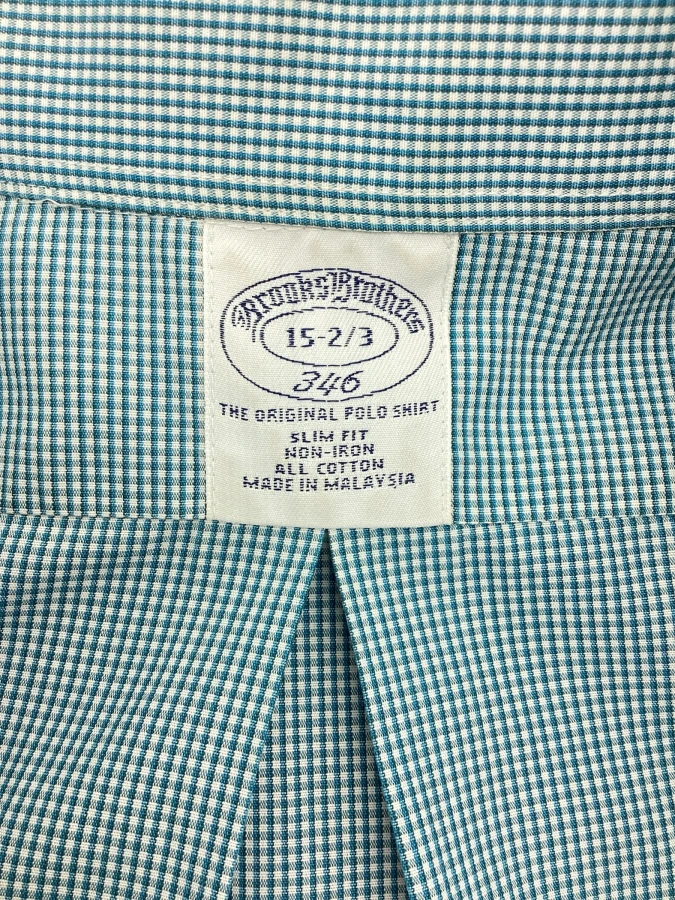 Brooks Brothers
15-2/3
346
THE ORIGINAL POLO SHIRT
SLIM FIT
NON-IRON
ALL COTTON
MADE IN MALAYSIA